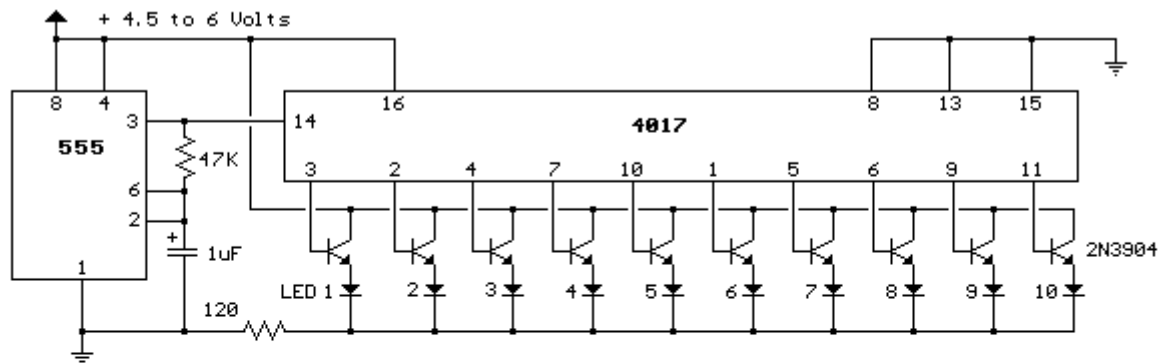 + 4.5 to 6 Volts
8 4 16 8 13 15
3 14 4017
555
47K 3 2 4 7 10 1 5 6 9 11
6
2
+
1uF 2N3904
1
LED 1 2 3 4 5 6 7 8 9 10
120